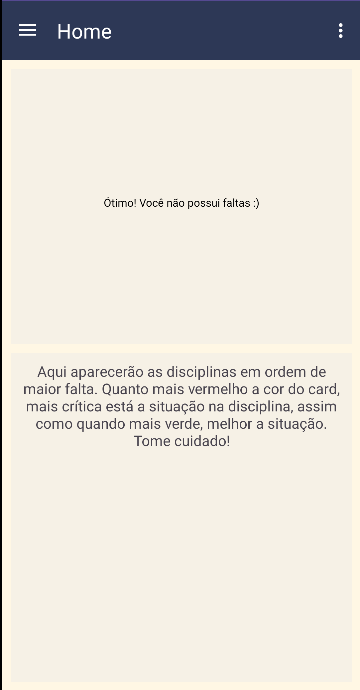 Home
Ótimo! Você não possui faltas :)
Aqui aparecerão as disciplinas em ordem de
maior falta. Quanto mais vermelho a cor do card,
mais crítica está a situação na disciplina, assim
como quando mais verde, melhor a situação.
Tome cuidado!